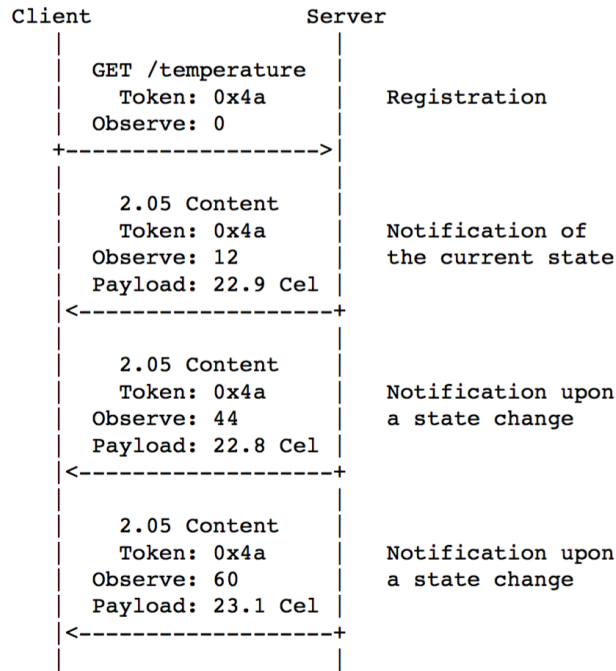 Client Server
GET /temperature
Token: 0x4a Registration
Observe: 0
+------------------->|
2.05 Content
Token: 0x4a Notification of
Observe: 12 the current state
Payload: 22.9 Cel
|<-------------------+
2.05 Content
Token: 0x4a Notification upon
Observe: 44 a state change
Payload: 22.8 Cel
|<-------------------+
2.05 Content
Token: 0x4a Notification upon
Observe: 60 a state change
Payload: 23.1 Cel
|<-------------------+